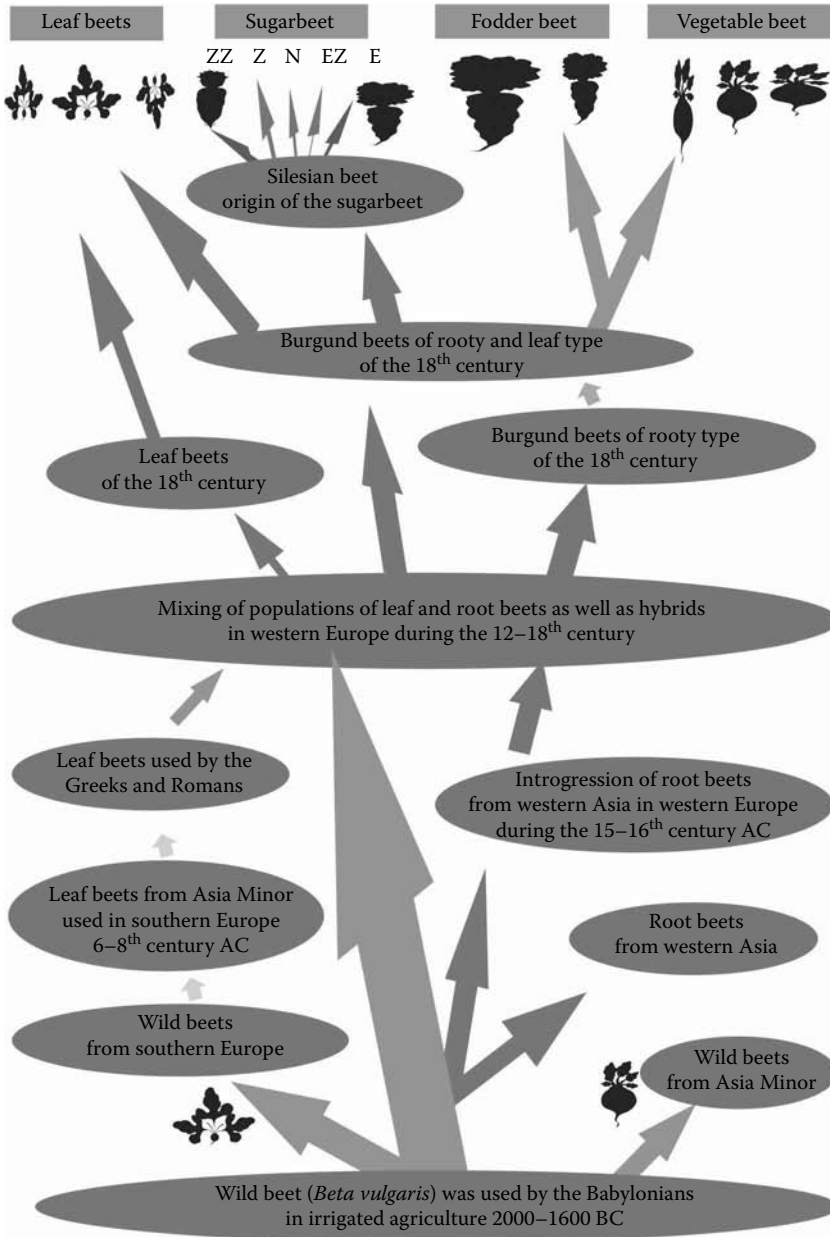 Leaf beets
Sugarbeet
Fodder beet
Vegetable beet
ZZ Z N EZ E
Silesian beet
origin of the sugarbeet
Burgund beets of rooty and leaf type
of the 18th century
Burgund beets of rooty type
of the 18th century
Leaf beets
of the 18th century
Mixing of populations of leaf and root beets as well as hybrids
in western Europe during the 12–18th century
Leaf beets used by the
Greeks and Romans
Introgression of root beets
from western Asia in western Europe
during the 15–16th century AC
Leaf beets from Asia Minor
used in southern Europe
6–8th century AC
Root beets
from western Asia
Wild beets
from southern Europe
Wild beets
from Asia Minor
Wild beet (Beta vulgaris) was used by the Babylonians
in irrigated agriculture 2000–1600 BC